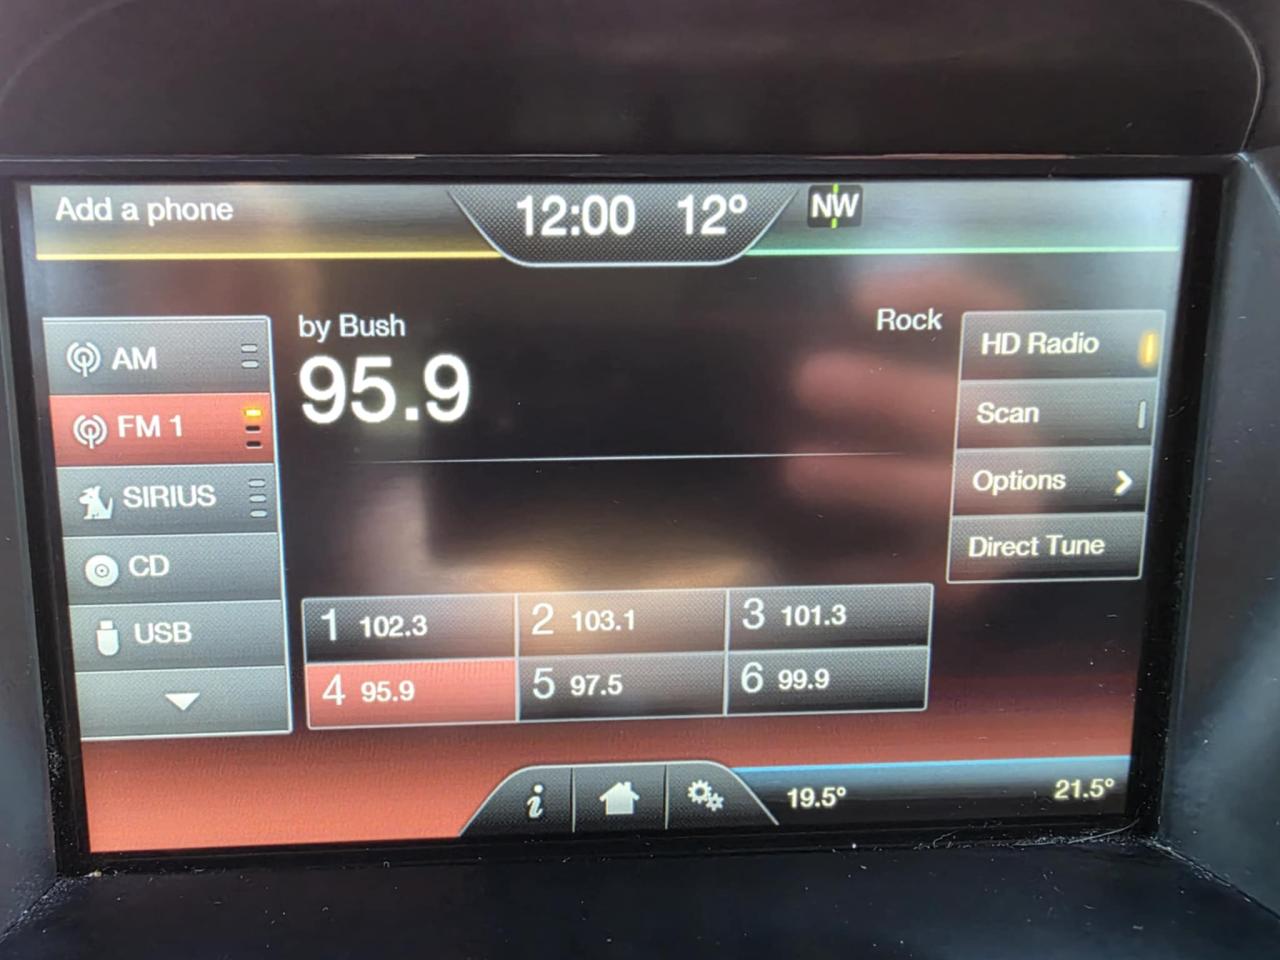 Add a phone
12:00 12° NW
AM
FM 1
SIRIUS
CD
USB
by Bush
Rock
95.9
HD Radio
Scan
Options
Direct Tune
1 102.3
2 103.1
3 101.3
4 95.9
5 97.5
6 99.9
i
19.5°
21.5°